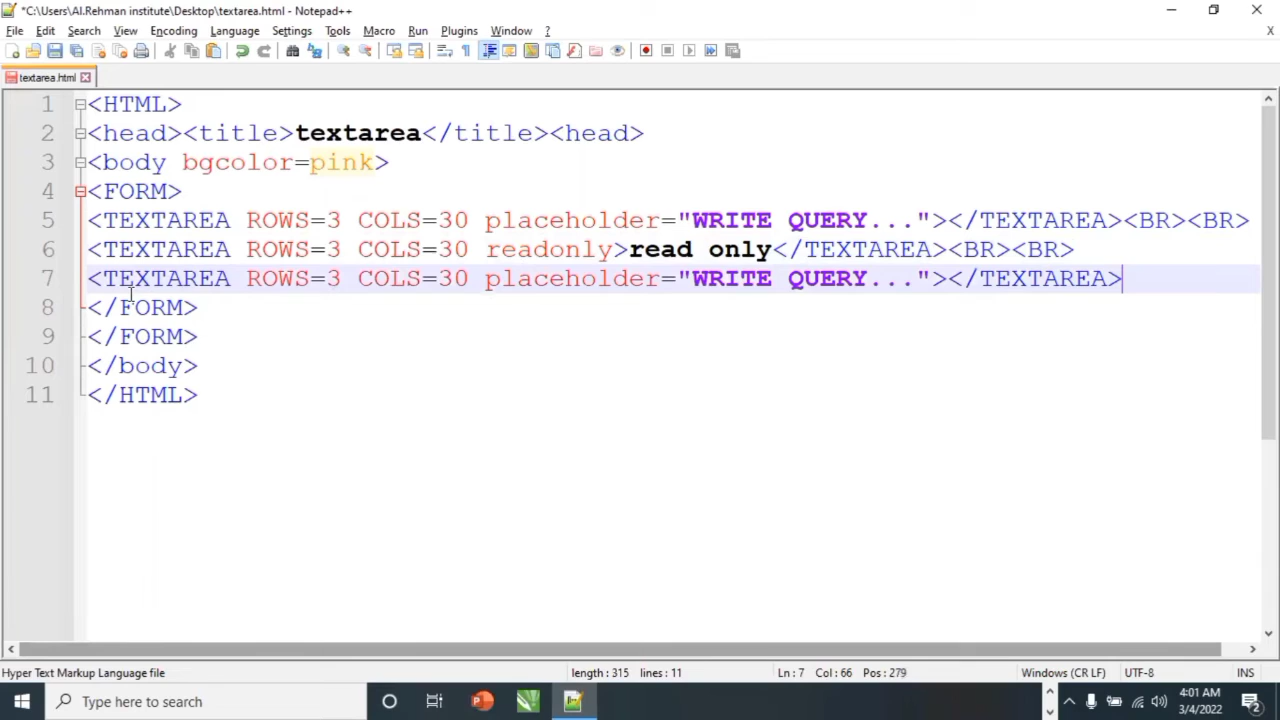 *C:\Users\Al.Rehman institute\Desktop\textarea.html - Notepad++
File Edit Search View Encoding Language Settings Tools Macro Run Plugins Window ? X
textarea.html
1 <HTML>
2 <head><title>textarea</title><head>
3 <body bgcolor=pink>
4 <FORM>
5 <TEXTAREA ROWS=3 COLS=30 placeholder="WRITE QUERY..."></TEXTAREA><BR><BR>
6 <TEXTAREA ROWS=3 COLS=30 readonly>read only</TEXTAREA><BR><BR>
7 <TEXTAREA ROWS=3 COLS=30 placeholder="WRITE QUERY..."></TEXTAREA>
8 </FORM>
9 </FORM>
10 </body>
11 </HTML>
Hyper Text Markup Language file length : 315 lines : 11 Ln : 7 Col : 66 Pos : 279 Windows (CR LF) UTF-8 INS
Type here to search
4:01 AM
3/4/2022
2